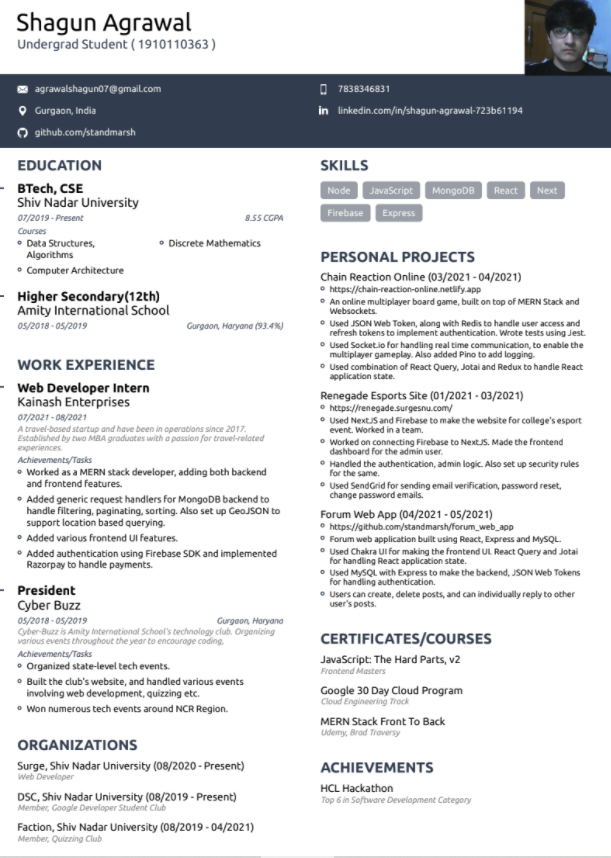 Shagun Agrawal
Undergrad Student ( 1910110363 )
agrawalshagun07@gmail.com
7838346831
Gurgaon, India
linkedin.com/in/shagun-agrawal-723b61194
github.com/standmarsh
EDUCATION
BTech, CSE
Shiv Nadar University
07/2019 - Present
8.55 CGPA
Courses
Data Structures,
Algorithms
Discrete Mathematics
Computer Architecture
Higher Secondary(12th)
Amity International School
05/2018 - 05/2019
Gurgaon, Haryana (93.4%)
WORK EXPERIENCE
Web Developer Intern
Kainash Enterprises
07/2021 - 08/2021
A travel-based startup and have been in operations since 2017.
Established by two MBA graduates with a passion for travel-related
experiences.
Achievements/Tasks
Worked as a MERN stack developer, adding both backend
and frontend features.
Added generic request handlers for MongoDB backend to
handle filtering, paginating, sorting. Also set up GeoJSON to
support location based querying.
Added various frontend UI features.
Added authentication using Firebase SDK and implemented
Razorpay to handle payments.
President
Cyber Buzz
05/2018 - 05/2019
Gurgaon, Haryana
Cyber-Buzz is Amity International School's technology club. Organizing
various events throughout the year to encourage coding,
Achievements/Tasks
Organized state-level tech events.
Built the club's website, and handled various events
involving web development, quizzing etc.
Won numerous tech events around NCR Region.
ORGANIZATIONS
Surge, Shiv Nadar University (08/2020 - Present)
Web Developer
DSC, Shiv Nadar University (08/2019 - Present)
Member, Google Developer Student Club
Faction, Shiv Nadar University (08/2019 - 04/2021)
Member, Quizzing Club
SKILLS
Node JavaScript MongoDB React Next
Firebase Express
PERSONAL PROJECTS
Chain Reaction Online (03/2021 - 04/2021)
https://chain-reaction-online.netlify.app
An online multiplayer board game, built on top of MERN Stack and
Websockets.
Used JSON Web Token, along with Redis to handle user access and
refresh tokens to implement authentication. Wrote tests using Jest.
Used Socket.io for handling real time communication, to enable the
multiplayer gameplay. Also added Pino to add logging.
Used combination of React Query, Jotai and Redux to handle React
application state.
Renegade Esports Site (01/2021 - 03/2021)
https://renegade.surgesnu.com/
Used NextJS and Firebase to make the website for college's esport
event. Worked in a team.
Worked on connecting Firebase to NextJS. Made the frontend
dashboard for the admin user.
Handled the authentication, admin logic. Also set up security rules
for the same.
Used SendGrid for sending email verification, password reset,
change password emails.
Forum Web App (04/2021 - 05/2021)
https://github.com/standmarsh/forum_web_app
Forum web application built using React, Express and MySQL.
Used Chakra UI for making the frontend UI. React Query and Jotai
for handling React application state.
Used MySQL with Express to make the backend, JSON Web Tokens
for handling authentication.
Users can create, delete posts, and can individually reply to other
user's posts.
CERTIFICATES/COURSES
JavaScript: The Hard Parts, v2
Frontend Masters
Google 30 Day Cloud Program
Cloud Engineering Track
MERN Stack Front To Back
Udemy, Brad Traversy
ACHIEVEMENTS
HCL Hackathon
Top 6 in Software Development Category